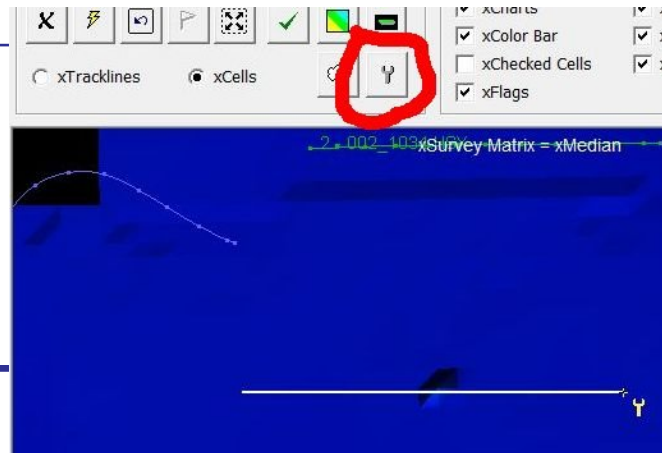 xCharts
xColor Bar
xTracklines
xCells
xChecked Cells
xFlags
xSurvey Matrix = xMedian